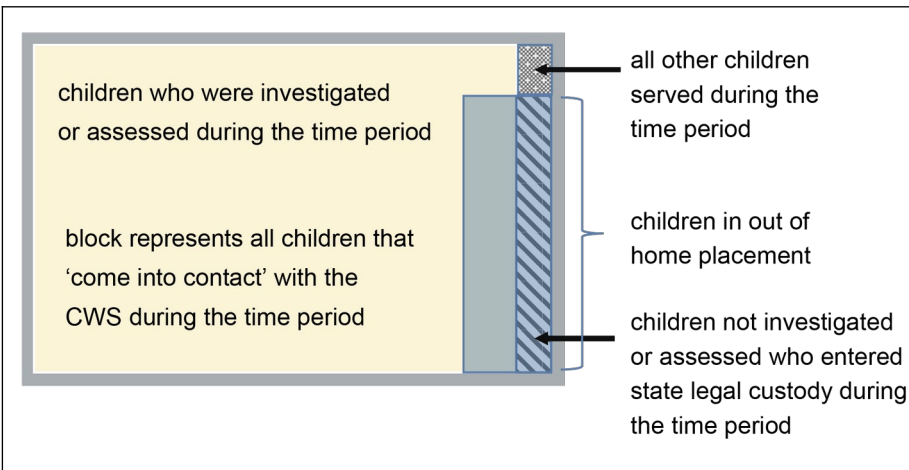 children who were investigated
or assessed during the time period
block represents all children that
‘come into contact’ with the
CWS during the time period
all other children
served during the
time period
children in out of
home placement
children not investigated
or assessed who entered
state legal custody during
the time period